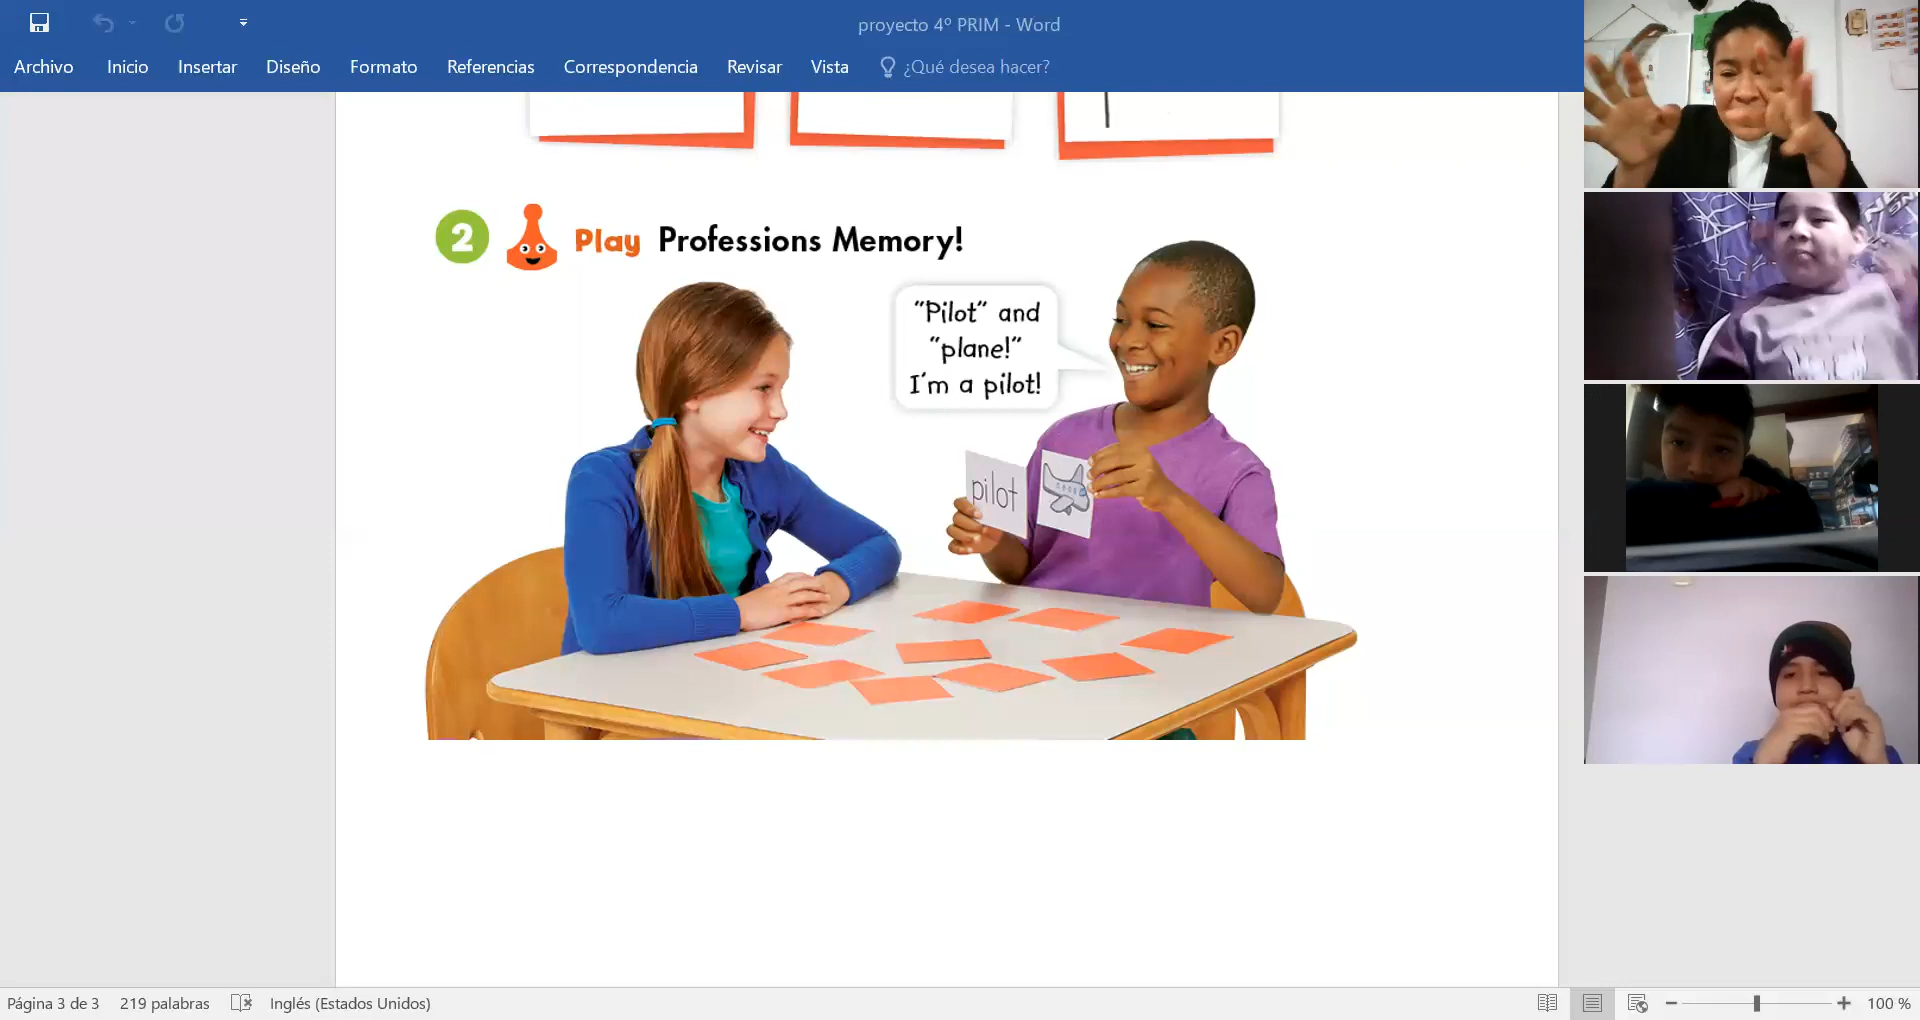 proyecto 4º PRIM - Word
Archivo Inicio Insertar Diseño Formato Referencias Correspondencia Revisar Vista ¿Qué desea hacer?
2 Play Professions Memory!
"Pilot" and
"plane!"
I'm a pilot!
pilot
Página 3 de 3 219 palabras Inglés (Estados Unidos) 100 %